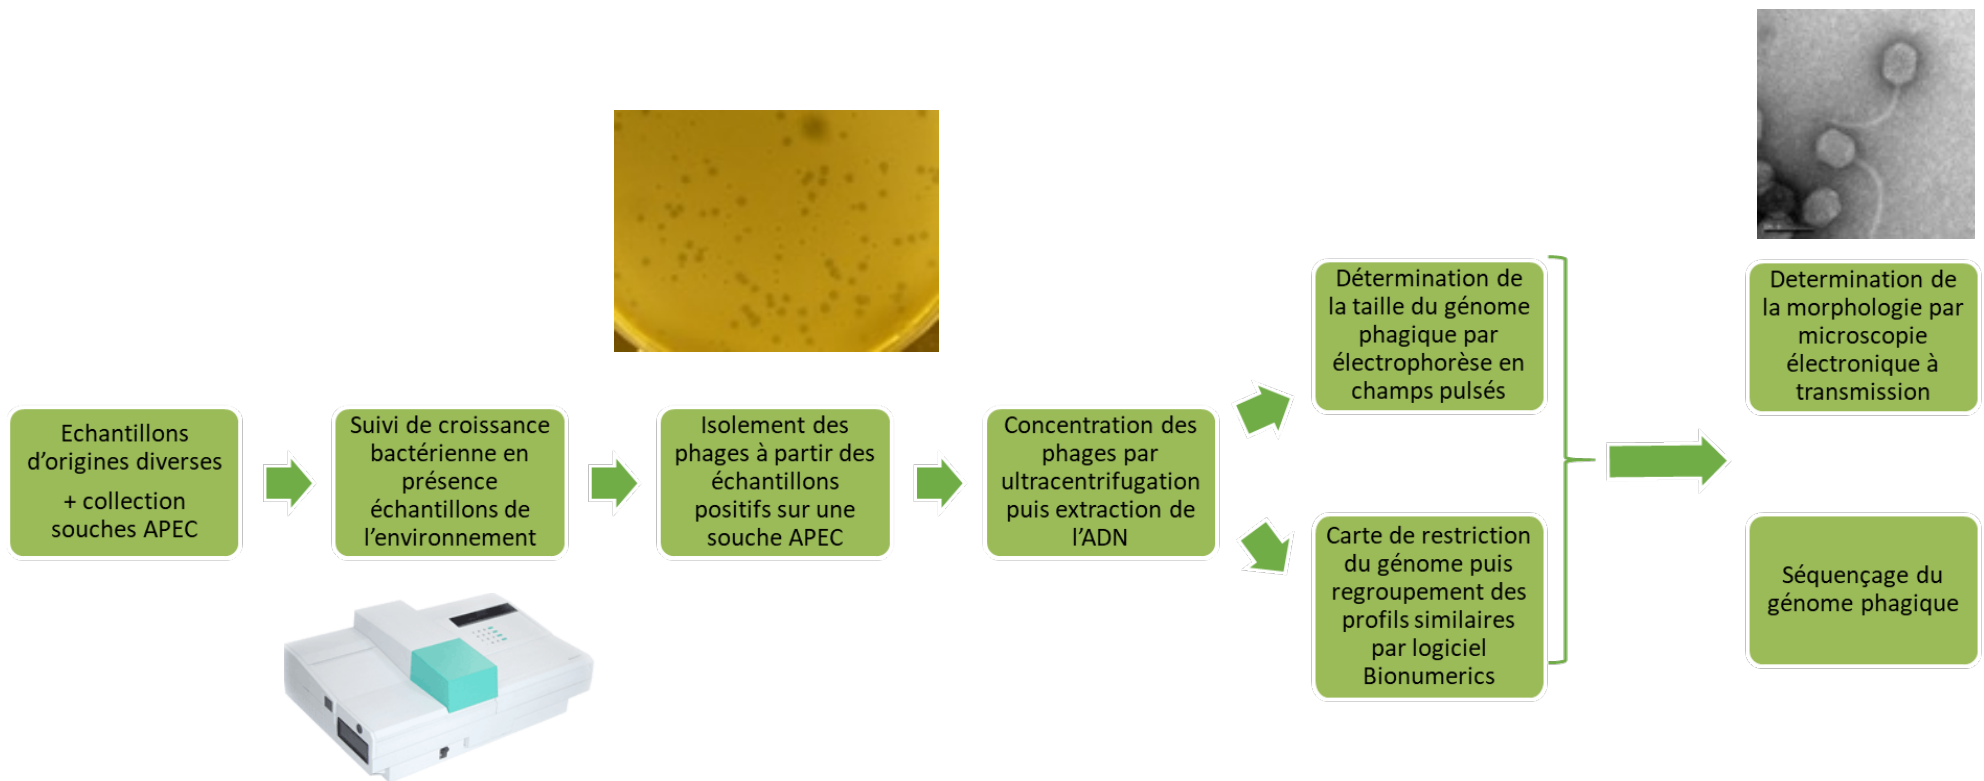 Echantillons
d'origines diverses
+ collection
souches APEC
Suivi de croissance
bactérienne en
présence
échantillons de
l'environnement
Isolement des
phages à partir des
échantillons
positifs sur une
souche APEC
Concentration des
phages par
ultracentrifugation
puis extraction de
l'ADN
Détermination de
la taille du génome
phagique par
électrophorèse en
champs pulsés
Carte de restriction
du génome puis
regroupement des
profils similaires
par logiciel
Bionumerics
Determination de
la morphologie par
microscopie
électronique à
transmission
Séquençage du
génome phagique